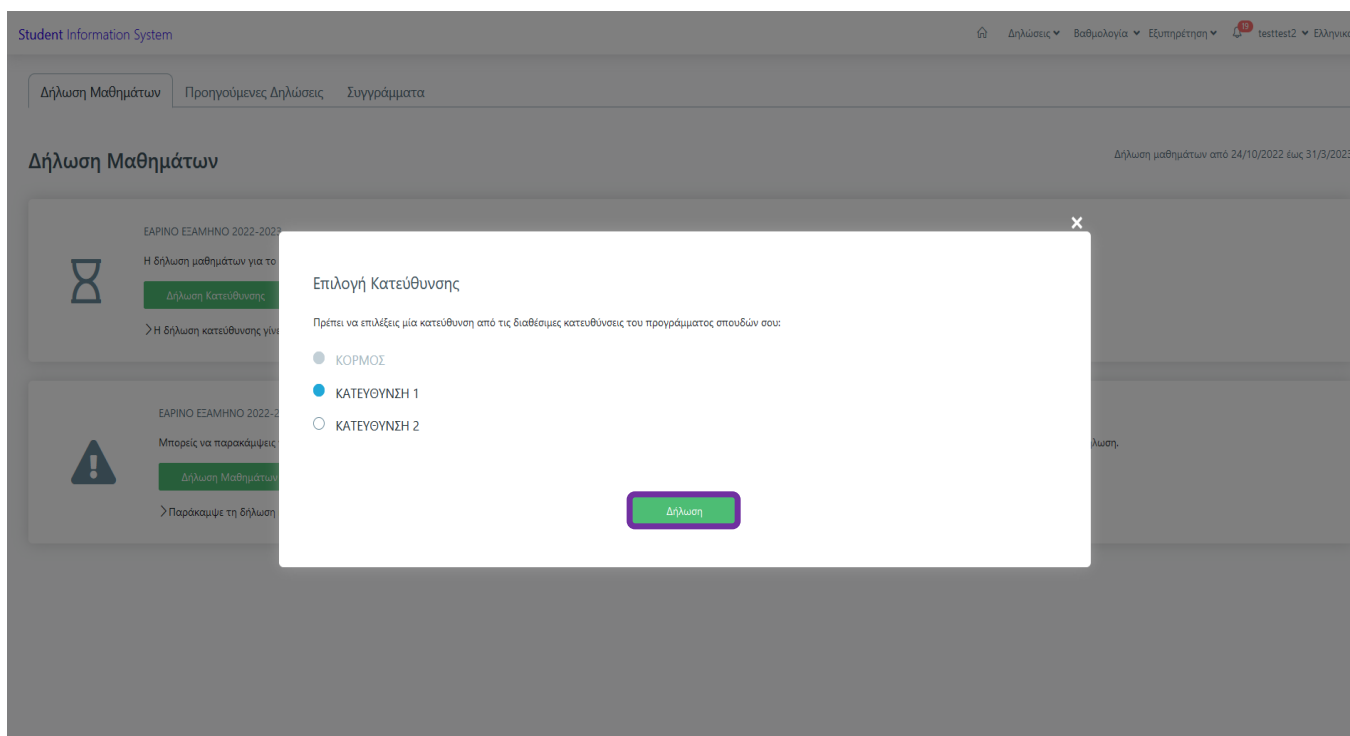 Student Information System
Δηλώσεις Βαθμολογία Εξυπηρέτηση 19 testtest2 Ελληνικά
Δήλωση Μαθημάτων Προηγούμενες Δηλώσεις Συγγράμματα
Δήλωση Μαθημάτων
Δήλωση μαθημάτων από 24/10/2022 έως 31/3/2023
ΕΑΡΙΝΟ ΕΞΑΜΗΝΟ 2022-2023
Η δήλωση μαθημάτων για το
Δήλωση Κατεύθυνσης
Η δήλωση κατεύθυνσης γίνε
×
Επιλογή Κατεύθυνσης
Πρέπει να επιλέξεις μία κατεύθυνση από τις διαθέσιμες κατευθύνσεις του προγράμματος σπουδών σου:
ΚΟΡΜΟΣ
ΚΑΤΕΥΘΥΝΣΗ 1
ΚΑΤΕΥΘΥΝΣΗ 2
Δήλωση
ΕΑΡΙΝΟ ΕΞΑΜΗΝΟ 2022-2
Μπορείς να παρακάμψεις
λωση.
Δήλωση Μαθημάτων
Παράκαμψε τη δήλωση